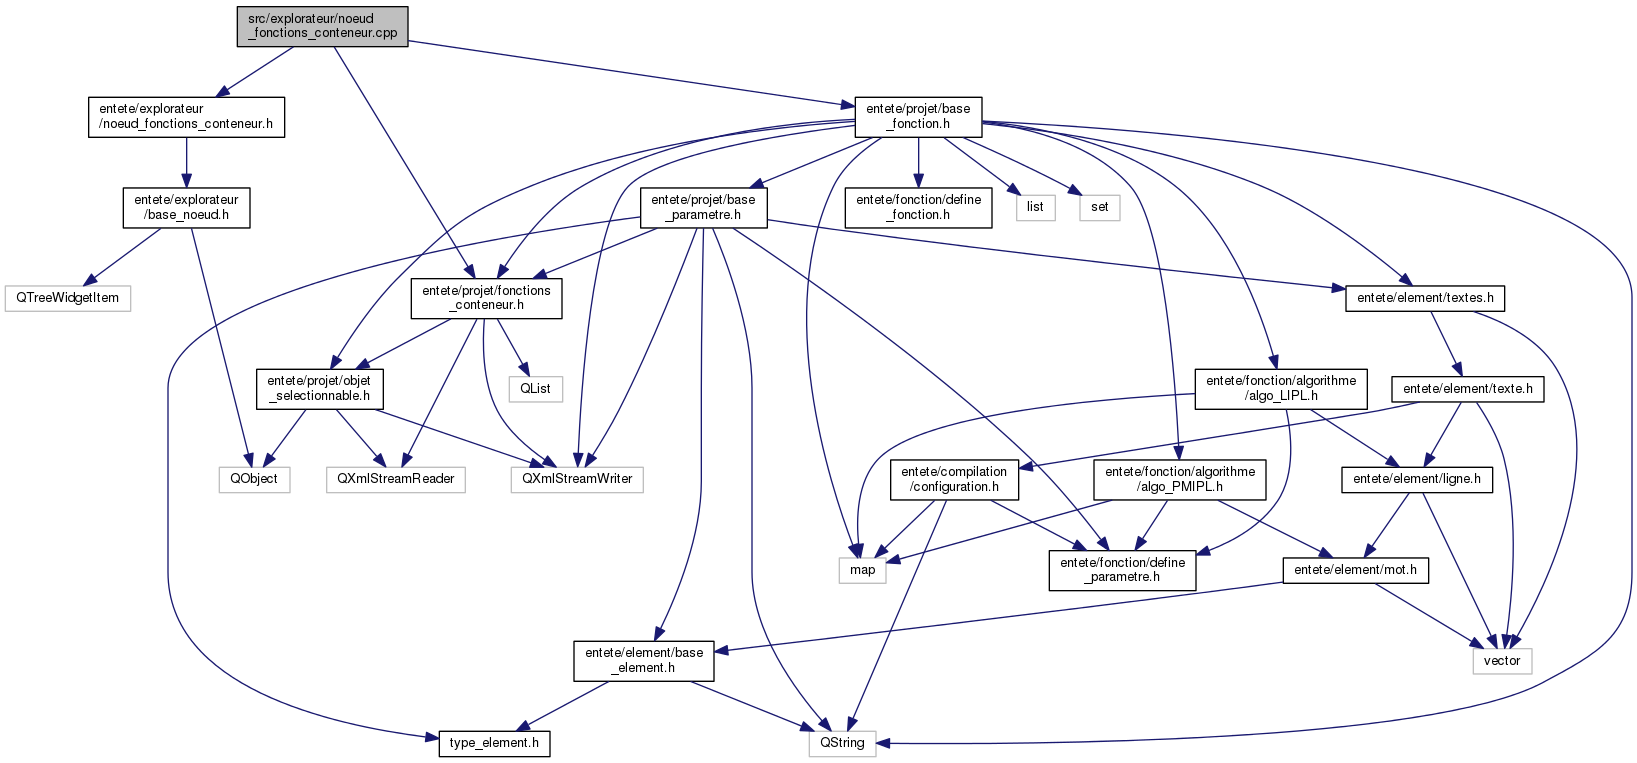 src/explorateur/noeud
_fonctions_conteneur.cpp
entete/explorateur
/noeud_fonctions_conteneur.h
entete/projet/base
_fonction.h
entete/explorateur
/base_noeud.h
entete/projet/base
_parametre.h
entete/fonction/define
_fonction.h
list
set
QTreeWidgetItem
entete/projet/fonctions
_conteneur.h
entete/element/textes.h
entete/projet/objet
_selectionnable.h
QList
entete/fonction/algorithme
/algo_LIPL.h
entete/element/texte.h
QObject
QXmlStreamReader
QXmlStreamWriter
entete/compilation
/configuration.h
entete/fonction/algorithme
/algo_PMIPL.h
entete/element/ligne.h
map
entete/fonction/define
_parametre.h
entete/element/mot.h
entete/element/base
_element.h
vector
type_element.h
QString